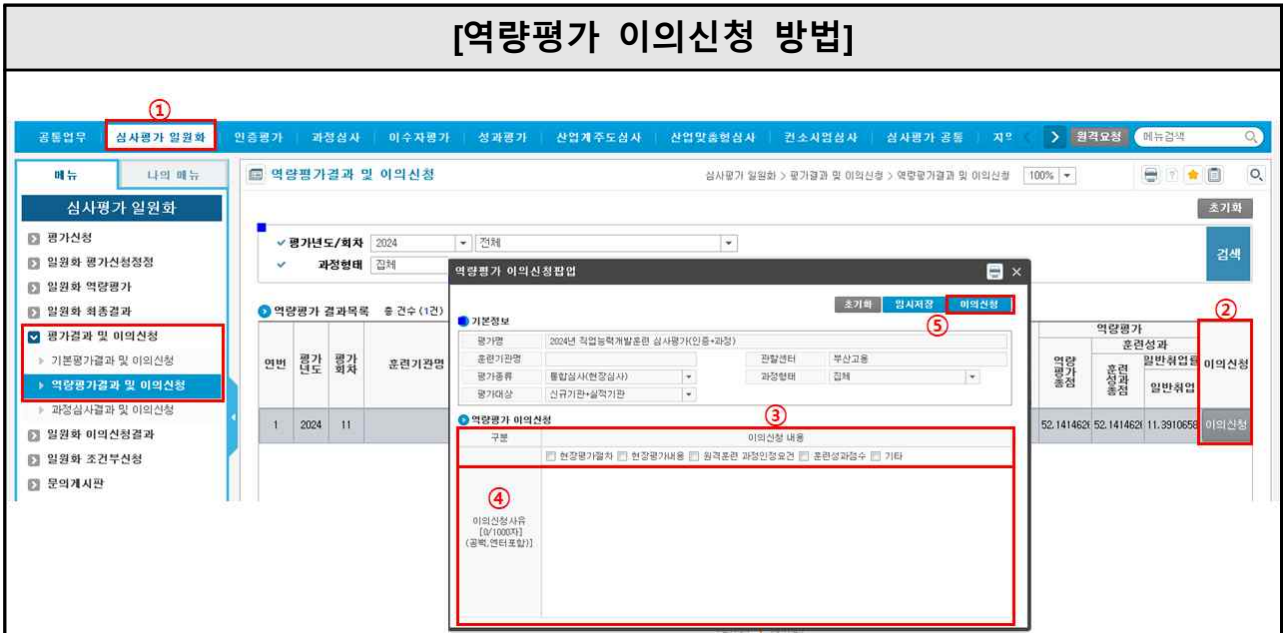 [역량평가 이의신청 방법]
①
공통업무 심사평가 일원화 인증평가 과정심사 이수자평가 성과평가 산업계주도심사 산업맞춤형심사 컨소시엄심사 심사평가 공통 원격요청 메뉴검색
메뉴 나의 메뉴
역량평가결과 및 이의신청
심사평가 일원화 > 평가결과 및 이의신청 > 역량평가결과 및 이의신청 100%
심사평가 일원화
초기화
평가신청
일원화 평가신청정정
일원화 역량평가
일원화 최종결과
평가결과 및 이의신청
기본평가결과 및 이의신청
역량평가결과 및 이의신청
과정심사결과 및 이의신청
일원화 이의신청결과
일원화 조건부신청
문의게시판
평가년도/회차 2024 전체
과정형태 집체
검색
역량평가 결과목록 총 건수 (1건)
연번 평가년도 평가회차 훈련기관명
1 2024 11
역량평가 이의신청팝업
초기화 임시저장 이의신청
⑤
기본정보
평가명 2024년 직업능력개발훈련 심사평가(인증+과정)
훈련기관명 관할센터 부산고용
평가종류 통합심사(현장심사) 과정형태 집체
평가대상 신규기관+실적기관
③
역량평가 이의신청
구분 이의신청 내용
현장평가절차 현장평가내용 원격훈련 과정인정요건 훈련성과점수 기타
④
이의신청사유
[0/1000자]
(공백,엔터포함)]
②
역량평가
훈련성과
역량평가총점 훈련성과총점 일반취업률 이의신청
일반취업
52.1414626 52.1414626 11.3910658 이의신청